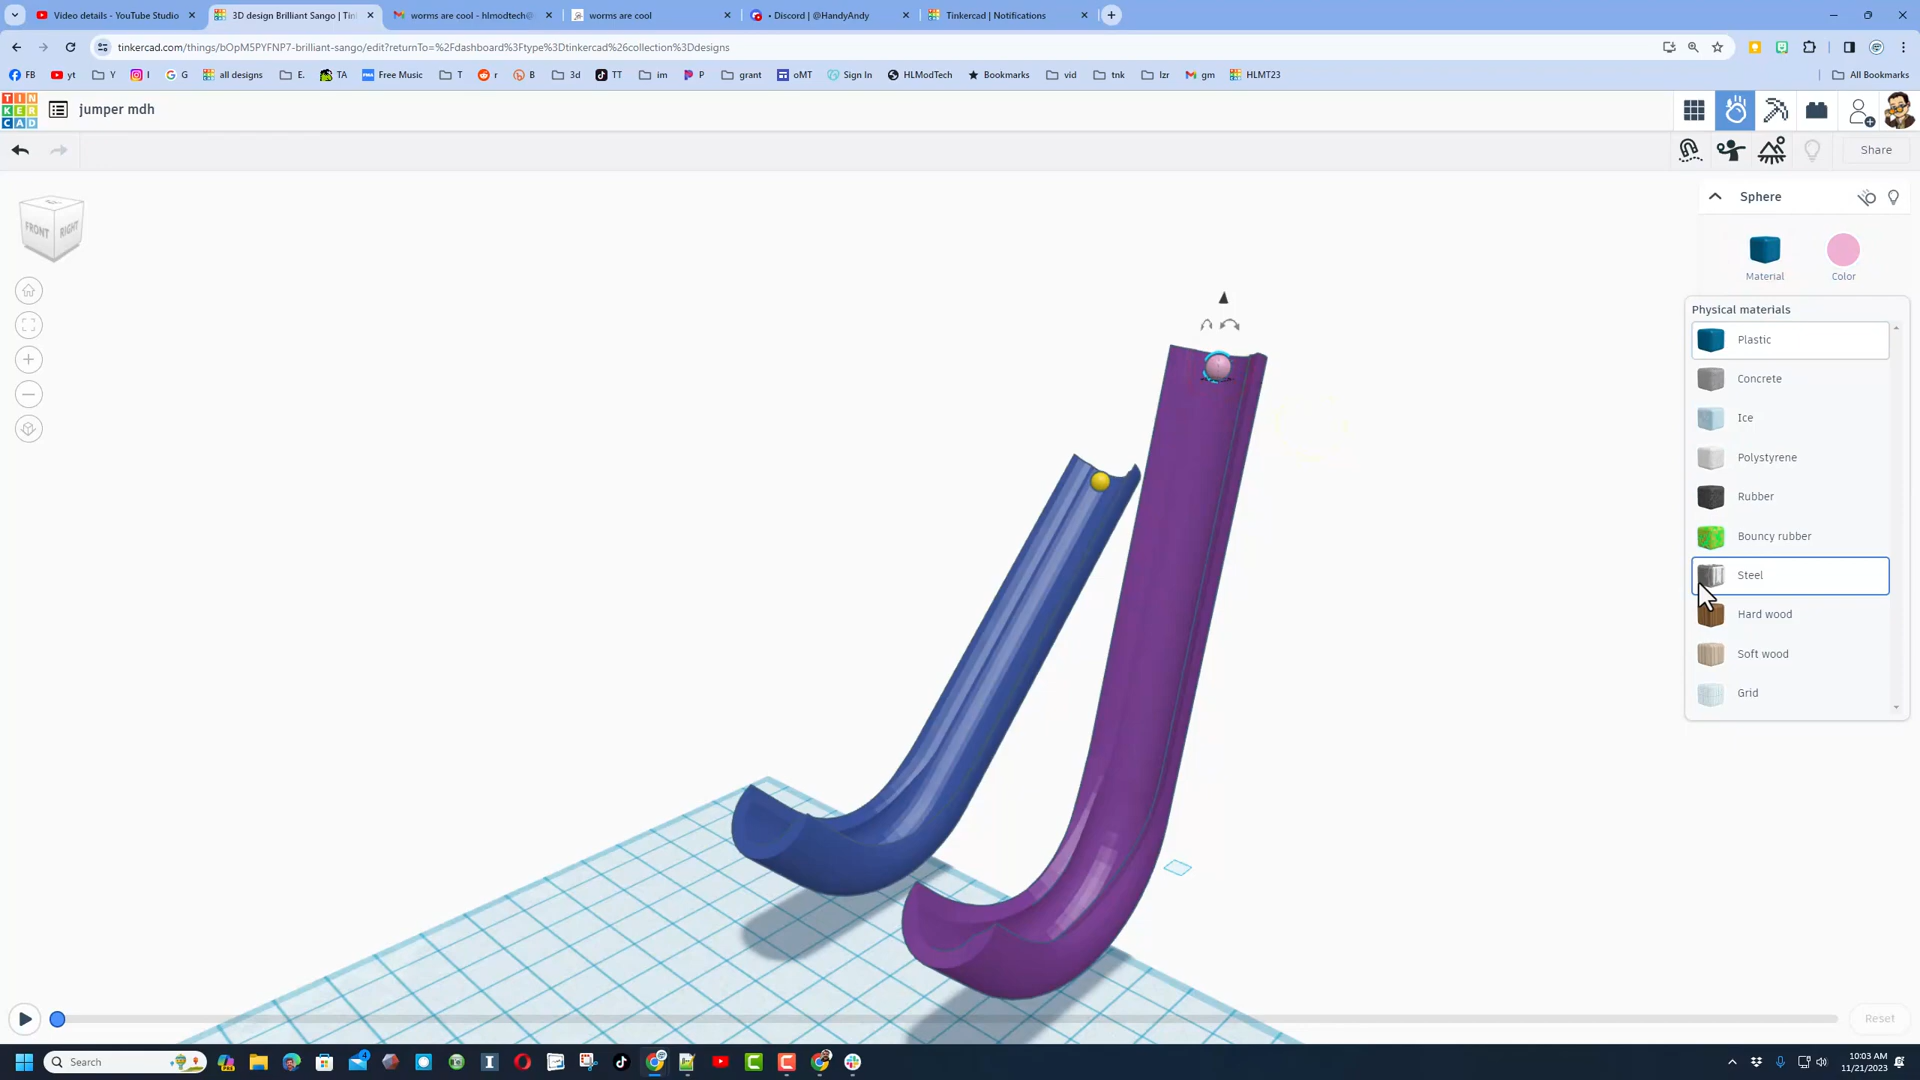 Video details - YouTube Studio
3D design Brilliant Sango | Tin
worms are cool - hlmodtech@
worms are cool
• Discord | @HandyAndy
Tinkercad | Notifications
tinkercad.com/things/bOpM5PYFNP7-brilliant-sango/edit?returnTo=%2Fdashboard%3Ftype%3Dtinkercad%26collection%3Ddesigns
FB
yt
Y
I
G
all designs
E.
TA
Free Music
T
r
B
3d
TT
im
P
grant
oMT
Sign In
HLModTech
Bookmarks
vid
tnk
lzr
gm
HLMT23
All Bookmarks
TIN
KER
CAD
jumper mdh
Share
FRONT
RIGHT
Sphere
Material
Color
Physical materials
Plastic
Concrete
Ice
Polystyrene
Rubber
Bouncy rubber
Steel
Hard wood
Soft wood
Grid
Reset
Search
4
10:03 AM
11/21/2023